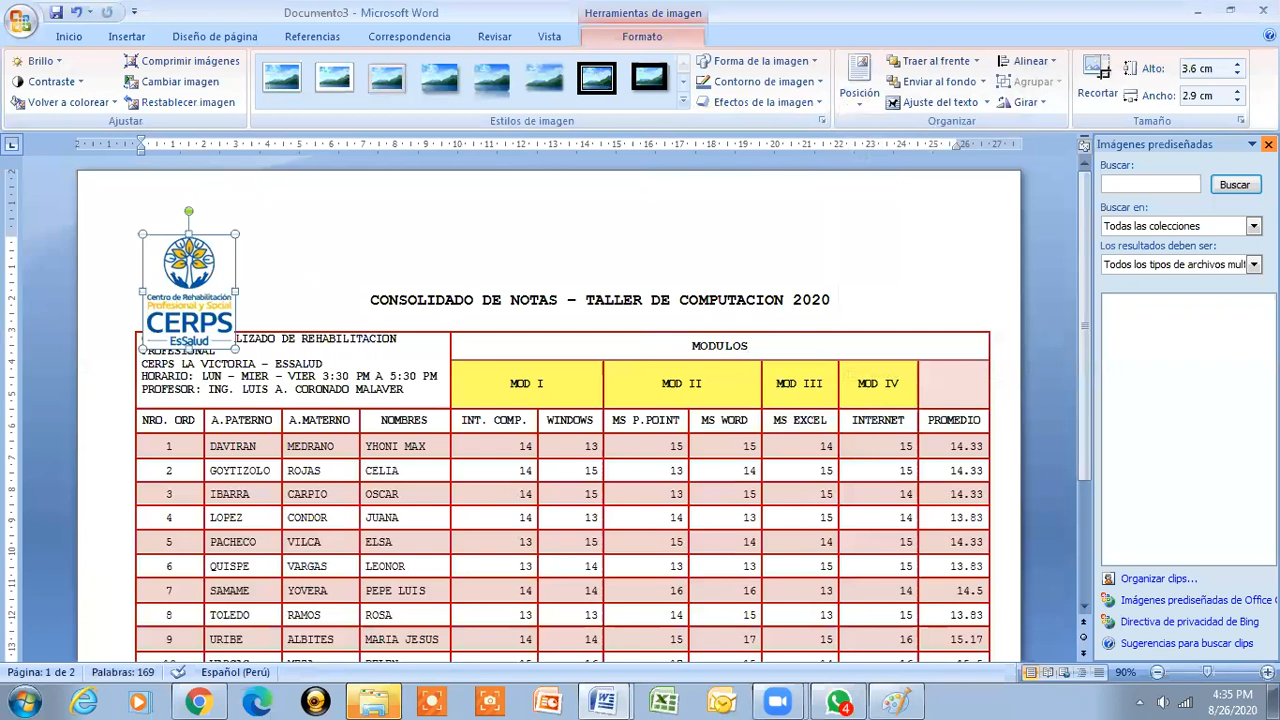 Documento3 - Microsoft Word
Herramientas de imagen
Inicio
Insertar
Diseño de página
Referencias
Correspondencia
Revisar
Vista
Formato
Brillo
Contraste
Volver a colorear
Comprimir imágenes
Cambiar imagen
Restablecer imagen
Forma de la imagen
Contorno de imagen
Efectos de la imagen
Posición
Traer al frente
Enviar al fondo
Ajuste del texto
Alinear
Agrupar
Girar
Recortar
Alto: 3.6 cm
Ancho: 2.9 cm
Ajustar
Estilos de imagen
Organizar
Tamaño
Imágenes prediseñadas
Buscar:
Buscar
Buscar en:
Todas las colecciones
Los resultados deben ser:
Todos los tipos de archivos mult
Organizar clips...
Imágenes prediseñadas de Office
Directiva de privacidad de Bing
Sugerencias para buscar clips
Centro de Rehabilitación
Profesional y Social
CERPS
EsSalud
CONSOLIDADO DE NOTAS – TALLER DE COMPUTACION 2020
LIZADO DE REHABILITACION
PROFESIONAL
CERPS LA VICTORIA – ESSALUD
HORARIO: LUN – MIER – VIER 3:30 PM A 5:30 PM
PROFESOR: ING. LUIS A. CORONADO MALAVER
MODULOS
MOD I MOD II MOD III MOD IV
NRO. ORD A.PATERNO A.MATERNO NOMBRES INT. COMP. WINDOWS MS P.POINT MS WORD MS EXCEL INTERNET PROMEDIO
1 DAVIRAN MEDRANO YHONI MAX 14 13 15 15 14 15 14.33
2 GOYTIZOLO ROJAS CELIA 14 15 13 14 15 15 14.33
3 IBARRA CARPIO OSCAR 14 15 13 15 15 14 14.33
4 LOPEZ CONDOR JUANA 14 13 14 13 15 14 13.83
5 PACHECO VILCA ELSA 13 15 15 14 14 15 14.33
6 QUISPE VARGAS LEONOR 13 14 13 13 15 15 13.83
7 SAMAME YOVERA PEPE LUIS 14 14 16 16 13 14 14.5
8 TOLEDO RAMOS ROSA 13 13 14 15 13 15 13.83
9 URIBE ALBITES MARIA JESUS 14 14 15 17 15 16 15.17
Página: 1 de 2 Palabras: 169 Español (Perú) 90%
4
4:35 PM
8/26/2020